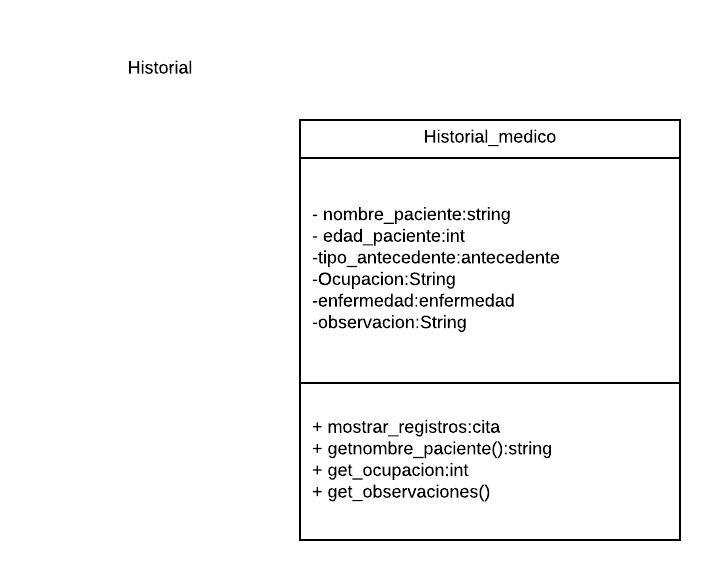 Historial
Historial_medico
- nombre_paciente:string
- edad_paciente:int
-tipo_antecedente:antecedente
-Ocupacion:String
-enfermedad:enfermedad
-observacion:String
+ mostrar_registros:cita
+ getnombre_paciente():string
+ get_ocupacion:int
+ get_observaciones()